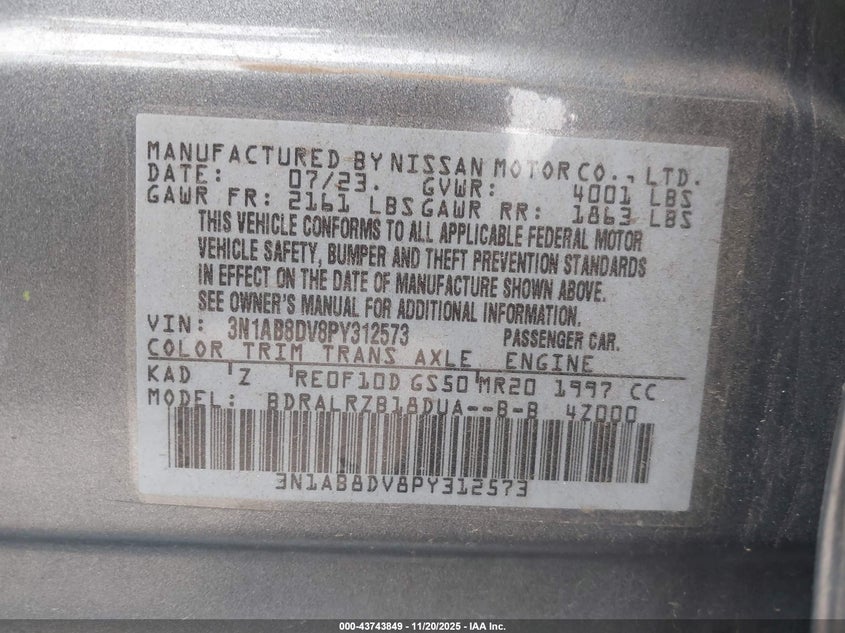 MANUFACTURED BY NISSAN MOTOR CO., LTD.
DATE: 07/23. GVWR: 4001 LBS
GAWR FR: 2161 LBS GAWR RR: 1863 LBS
THIS VEHICLE CONFORMS TO ALL APPLICABLE FEDERAL MOTOR
VEHICLE SAFETY, BUMPER AND THEFT PREVENTION STANDARDS
IN EFFECT ON THE DATE OF MANUFACTURE SHOWN ABOVE.
SEE OWNER'S MANUAL FOR ADDITIONAL INFORMATION.
VIN: 3N1AB8DV8PY312573 PASSENGER CAR.
COLOR TRIM TRANS AXLE ENGINE
KAD Z RE0F10D GS50 MR20 1997 CC
MODEL: BDRALRZB18DUA--B-B 4Z000
3N1AB8DV8PY312573
000-43743849 - 11/20/2025 - IAA Inc.